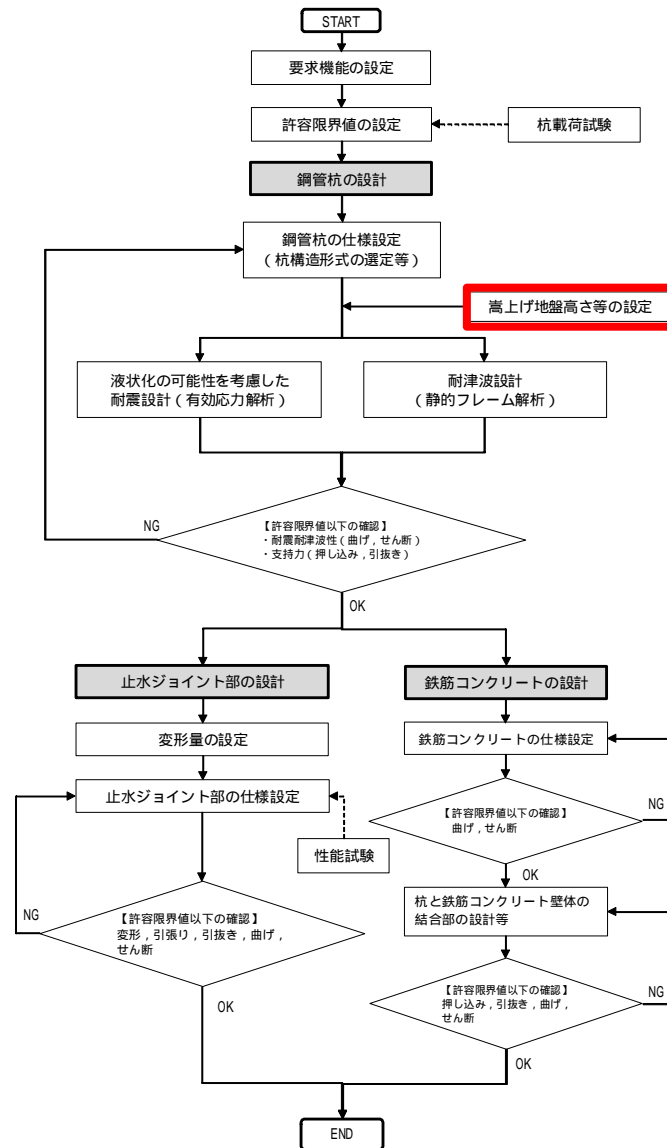 START
要求機能の設定
許容限界値の設定
杭載荷試験
鋼管杭の設計
鋼管杭の仕様設定
（杭構造形式の選定等）
嵩上げ地盤高さ等の設定
液状化の可能性を考慮した
耐震設計（有効応力解析）
耐津波設計
（静的フレーム解析）
NG
【許容限界値以下の確認】
・耐震耐津波性（曲げ，せん断）
・支持力（押し込み，引抜き）
OK
止水ジョイント部の設計
鉄筋コンクリートの設計
変形量の設定
鉄筋コンクリートの仕様設定
止水ジョイント部の仕様設定
【許容限界値以下の確認】
曲げ，せん断
NG
性能試験
OK
杭と鉄筋コンクリート壁体の
結合部の設計等
NG
【許容限界値以下の確認】
変形，引張り，引抜き，曲げ，
せん断
【許容限界値以下の確認】
押し込み，引抜き，曲げ，
せん断
NG
OK
OK
END